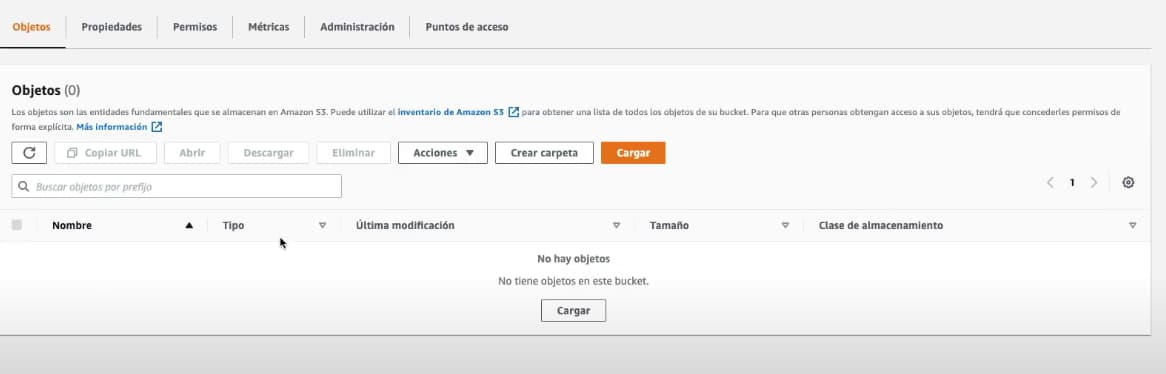 Objetos Propiedades Permisos Métricas Administración Puntos de acceso
Objetos (0)
Los objetos son las entidades fundamentales que se almacenan en Amazon S3. Puede utilizar el inventario de Amazon S3 para obtener una lista de todos los objetos de su bucket. Para que otras personas obtengan acceso a sus objetos, tendrá que concederles permisos de
forma explícita. Más información
Copiar URL Abrir Descargar Eliminar Acciones Crear carpeta Cargar
Buscar objetos por prefijo 1
Nombre Tipo Última modificación Tamaño Clase de almacenamiento
No hay objetos
No tiene objetos en este bucket.
Cargar